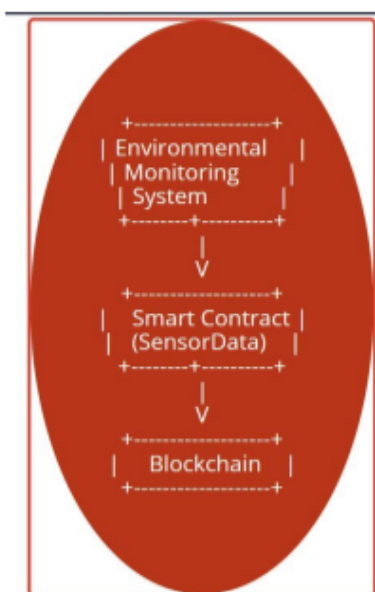 +-------------------+
| Environmental |
| Monitoring |
| System |
+--------+----------+
|
V
+-------------------+
| Smart Contract |
| (SensorData) |
+--------+----------+
|
V
+-------------------+
| Blockchain |
+-------------------+